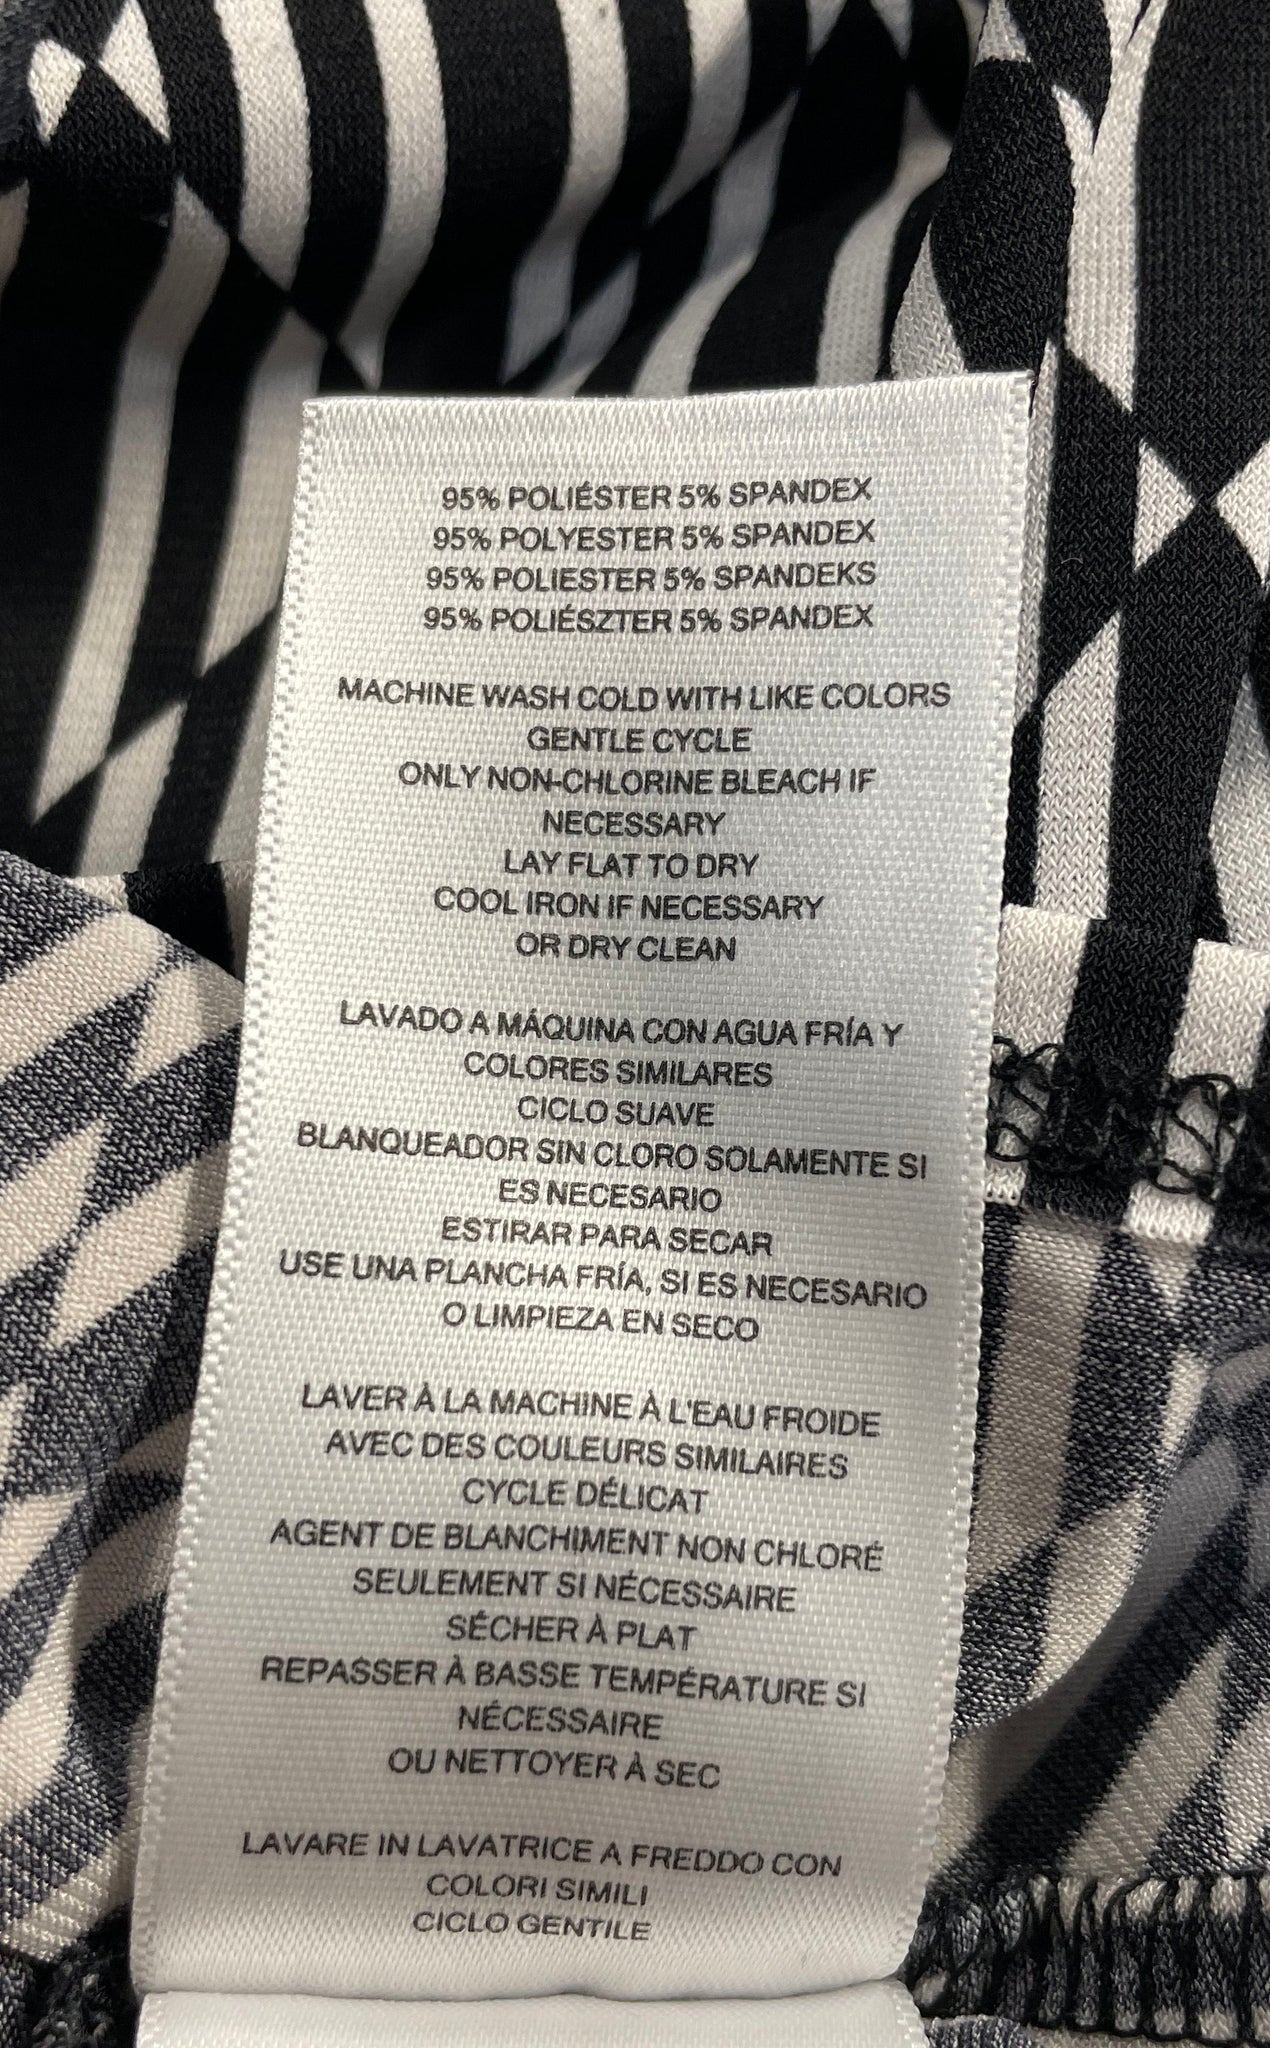 95% POLIÉSTER 5% SPANDEX
95% POLYESTER 5% SPANDEX
95% POLIESTER 5% SPANDEKS
95% POLIÉSZTER 5% SPANDEX
MACHINE WASH COLD WITH LIKE COLORS
GENTLE CYCLE
ONLY NON-CHLORINE BLEACH IF
NECESSARY
LAY FLAT TO DRY
COOL IRON IF NECESSARY
OR DRY CLEAN
LAVADO A MÁQUINA CON AGUA FRÍA Y
COLORES SIMILARES
CICLO SUAVE
BLANQUEADOR SIN CLORO SOLAMENTE SI
ES NECESARIO
ESTIRAR PARA SECAR
USE UNA PLANCHA FRÍA, SI ES NECESARIO
O LIMPIEZA EN SECO
LAVER À LA MACHINE À L'EAU FROIDE
AVEC DES COULEURS SIMILAIRES
CYCLE DÉLICAT
AGENT DE BLANCHIMENT NON CHLORÉ
SEULEMENT SI NÉCESSAIRE
SÉCHER À PLAT
REPASSER À BASSE TEMPÉRATURE SI
NÉCESSAIRE
OU NETTOYER À SEC
LAVARE IN LAVATRICE A FREDDO CON
COLORI SIMILI
CICLO GENTILE